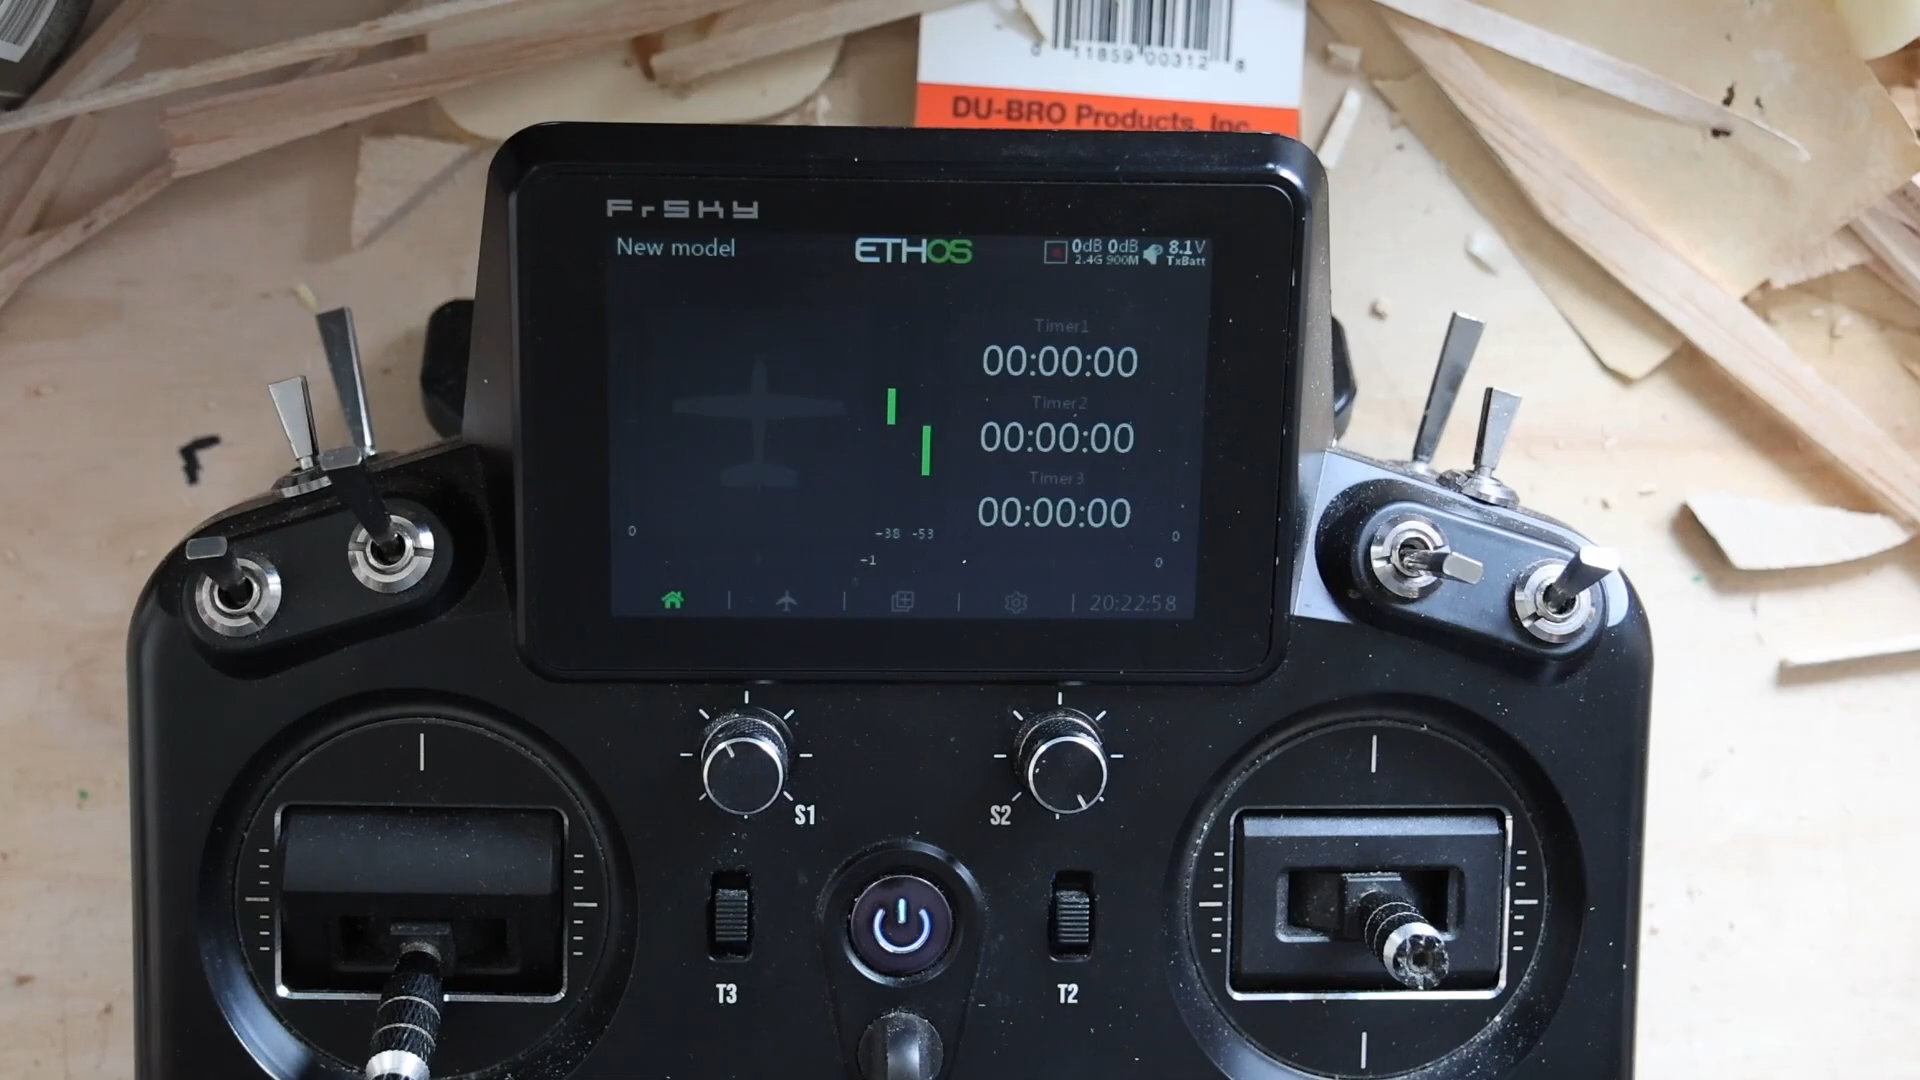 0 11859 00312 8
DU-BRO Products, Inc.
FrSKY
New model
ETHOS
0dB 0dB
2.4G 900M
8.1V
TxBatt
Timer1
00:00:00
Timer2
00:00:00
Timer3
00:00:00
0
-38 -53
0
-1
0
20:22:58
S1
S2
T3
T2